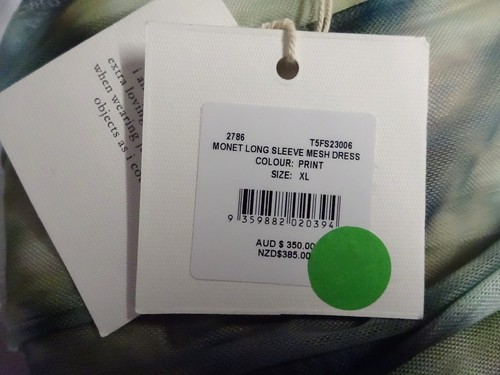 2786 T5FS23006
MONET LONG SLEEVE MESH DRESS
COLOUR: PRINT
SIZE: XL
9 359882 020394
AUD $ 350.00
NZD$385.00
i a
extra lovin
when wearing
objects as i co